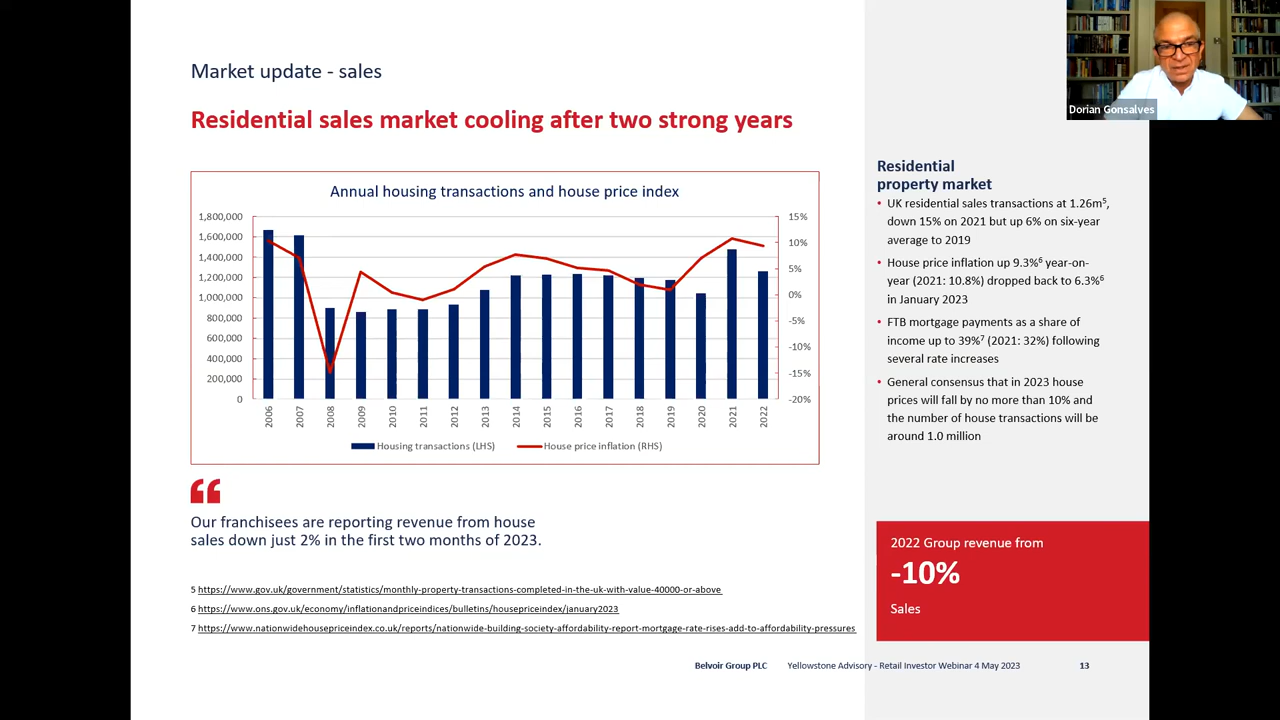 Market update - sales
Residential sales market cooling after two strong years
Annual housing transactions and house price index
1,800,000
1,600,000
1,400,000
1,200,000
1,000,000
800,000
600,000
400,000
200,000
0
15%
10%
5%
0%
-5%
-10%
-15%
-20%
2006 2007 2008 2009 2010 2011 2012 2013 2014 2015 2016 2017 2018 2019 2020 2021 2022
Housing transactions (LHS) House price inflation (RHS)
Our franchisees are reporting revenue from house
sales down just 2% in the first two months of 2023.
5 https://www.gov.uk/government/statistics/monthly-property-transactions-completed-in-the-uk-with-value-40000-or-above
6 https://www.ons.gov.uk/economy/inflationandpriceindices/bulletins/housepriceindex/january2023
7 https://www.nationwidehousepriceindex.co.uk/reports/nationwide-building-society-affordability-report-mortgage-rate-rises-add-to-affordability-pressures
Dorian Gonsalves
Residential
property market
• UK residential sales transactions at 1.26m⁵,
down 15% on 2021 but up 6% on six-year
average to 2019
• House price inflation up 9.3%⁶ year-on-
year (2021: 10.8%) dropped back to 6.3%⁶
in January 2023
• FTB mortgage payments as a share of
income up to 39%⁷ (2021: 32%) following
several rate increases
• General consensus that in 2023 house
prices will fall by no more than 10% and
the number of house transactions will be
around 1.0 million
2022 Group revenue from
-10%
Sales
Belvoir Group PLC Yellowstone Advisory - Retail Investor Webinar 4 May 2023 13